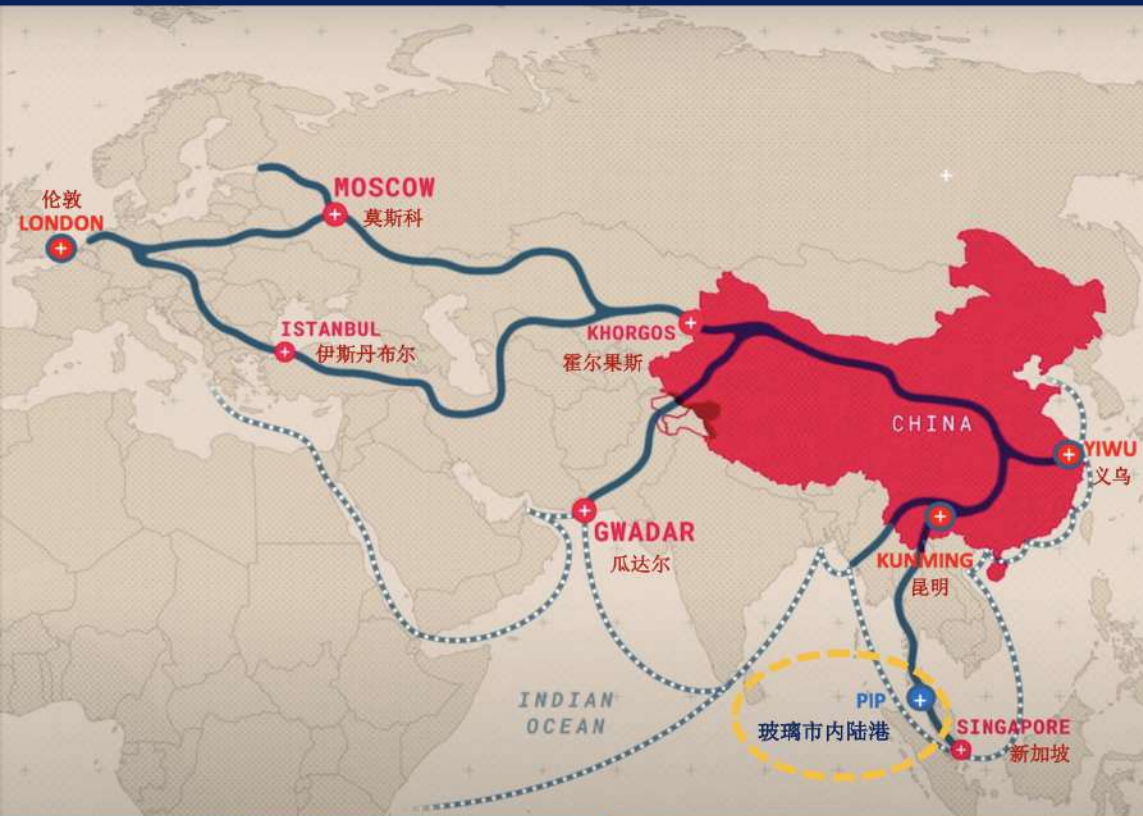 伦敦
LONDON
MOSCOW
莫斯科
ISTANBUL
伊斯丹布尔
KHORGOS
霍尔果斯
CHINA
YIWU
义乌
GWADAR
瓜达尔
KUNMING
昆明
INDIAN
OCEAN
PIP
玻璃市内陆港
SINGAPORE
新加坡